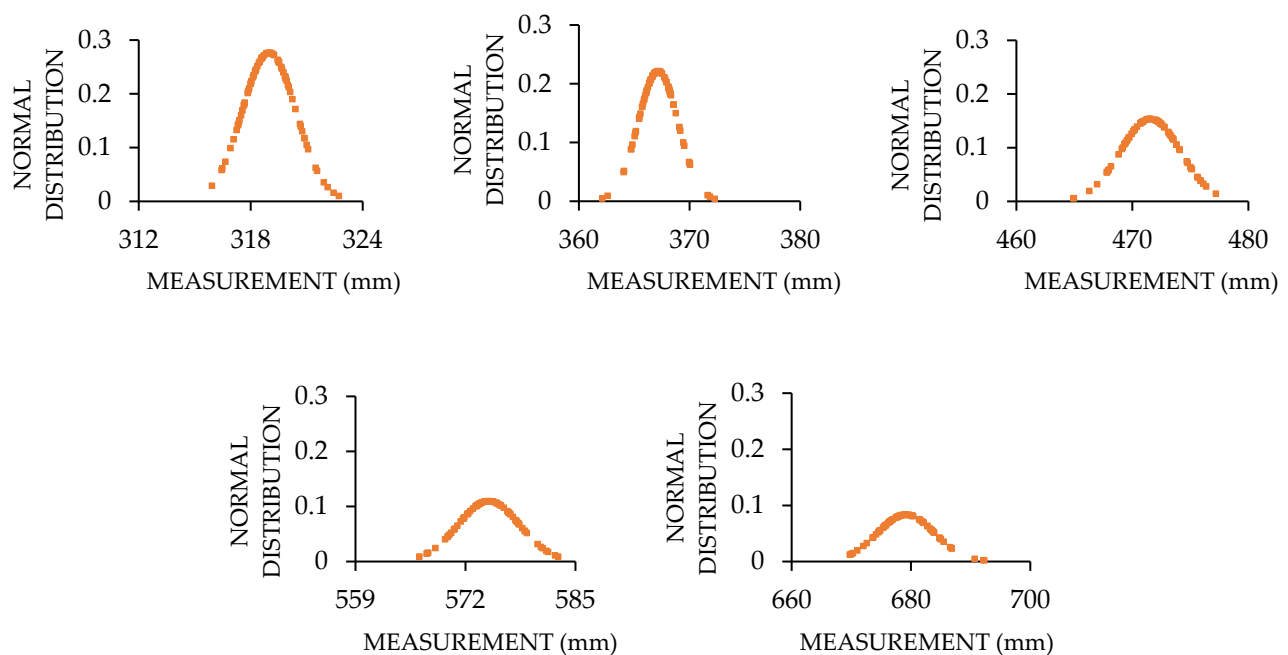 NORMAL
DISTRIBUTION
0.3
0.2
0.1
0
312
318
324
MEASUREMENT (mm)
NORMAL
DISTRIBUTION
0.3
0.2
0.1
0
360
370
380
MEASUREMENT (mm)
NORMAL
DISTRIBUTION
0.3
0.2
0.1
0
460
470
480
MEASUREMENT (mm)
NORMAL
DISTRIBUTION
0.3
0.2
0.1
0
559
572
585
MEASUREMENT (mm)
NORMAL
DISTRIBUTION
0.3
0.2
0.1
0
660
680
700
MEASUREMENT (mm)